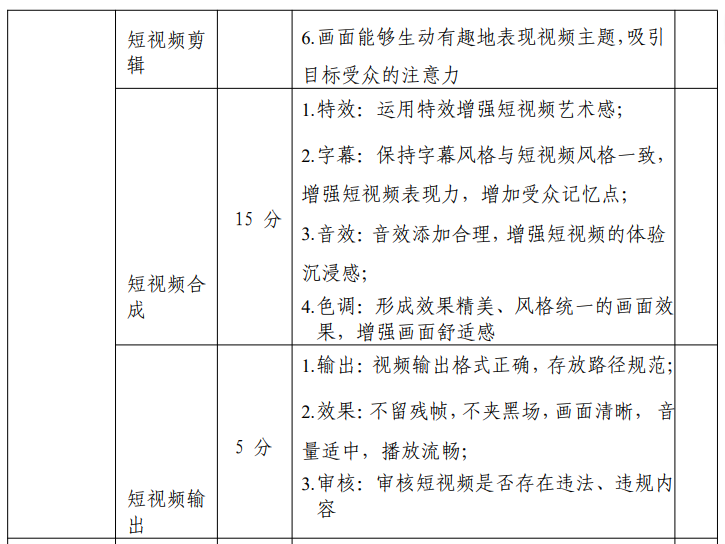 短视频剪
辑
6.画面能够生动有趣地表现视频主题,吸引
目标受众的注意力
短视频合
成
15 分
1.特效：运用特效增强短视频艺术感；
2.字幕：保持字幕风格与短视频风格一致,
增强短视频表现力，增加受众记忆点；
3.音效：音效添加合理,增强短视频的体验
沉浸感；
4.色调：形成效果精美、风格统一的画面效
果，增强画面舒适感
短视频输
出
5 分
1.输出：视频输出格式正确,存放路径规范；
2.效果：不留残帧,不夹黑场,画面清晰， 音
量适中，播放流畅；
3.审核：审核短视频是否存在违法、违规内
容